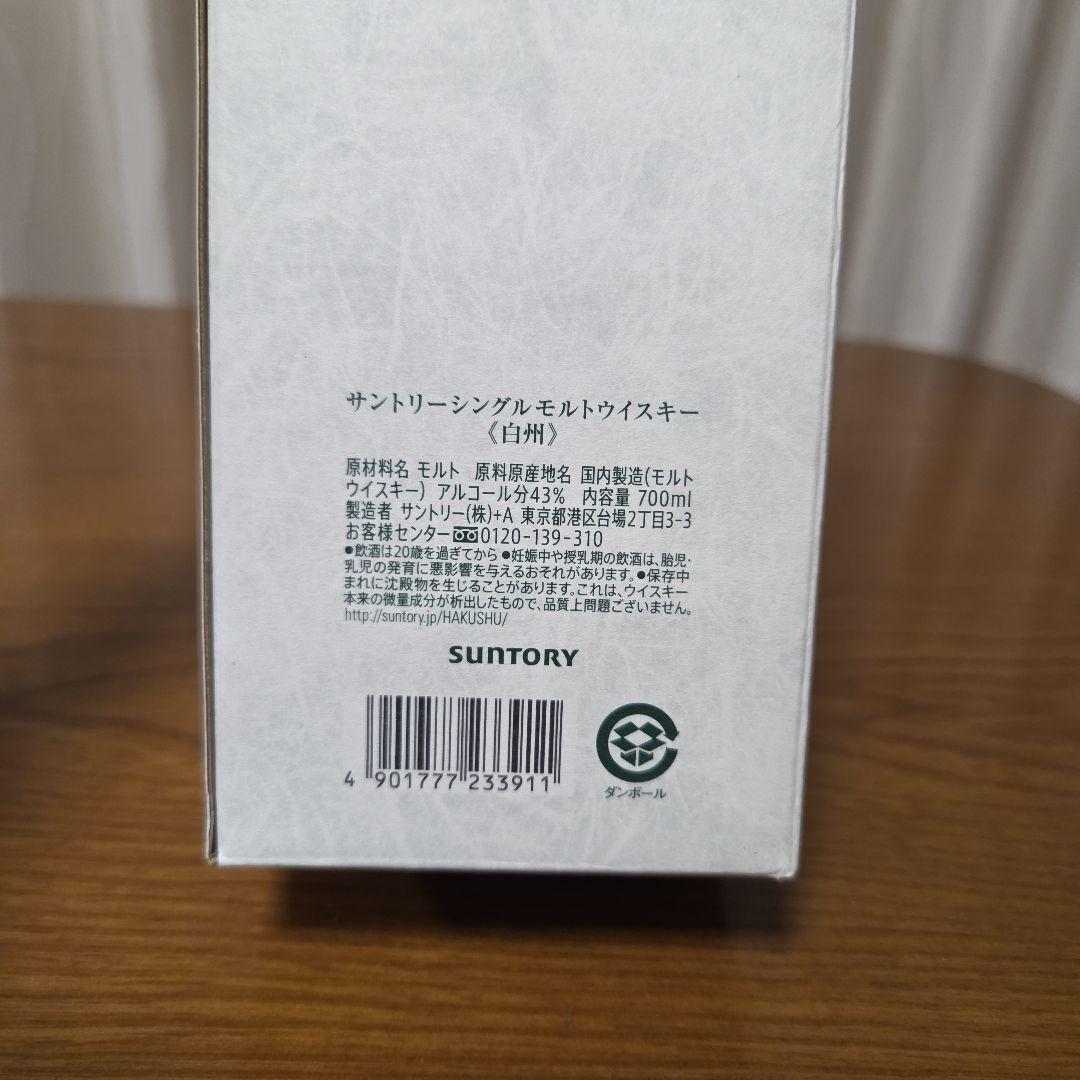 サントリーシングルモルトウイスキー
《白州》
原材料名 モルト 原料原産地名 国内製造(モルト
ウイスキー) アルコール分43% 内容量 700ml
製造者 サントリー(株)+A 東京都港区台場2丁目3-3
お客様センター 0120-139-310
●飲酒は20歳を過ぎてから ●妊娠中や授乳期の飲酒は、胎児・
乳児の発育に悪影響を与えるおそれがあります。●保存中
まれに沈殿物を生じることがあります。これは、ウイスキー
本来の微量成分が析出したもので、品質上問題ございません。
http://suntory.jp/HAKUSHU/
SUNTORY
4 901777 233911
ダンボール